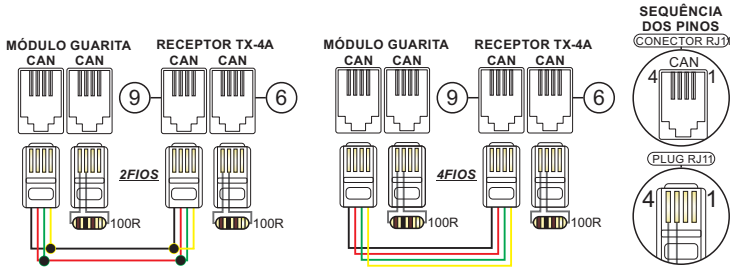 MÓDULO GUARITA
CAN CAN
RECEPTOR TX-4A
CAN CAN
9
6
2FIOS
100R
100R
MÓDULO GUARITA
CAN CAN
RECEPTOR TX-4A
CAN CAN
9
6
4FIOS
100R
100R
SEQUÊNCIA
DOS PINOS
CONECTOR RJ11
CAN
4 1
PLUG RJ11
4 1